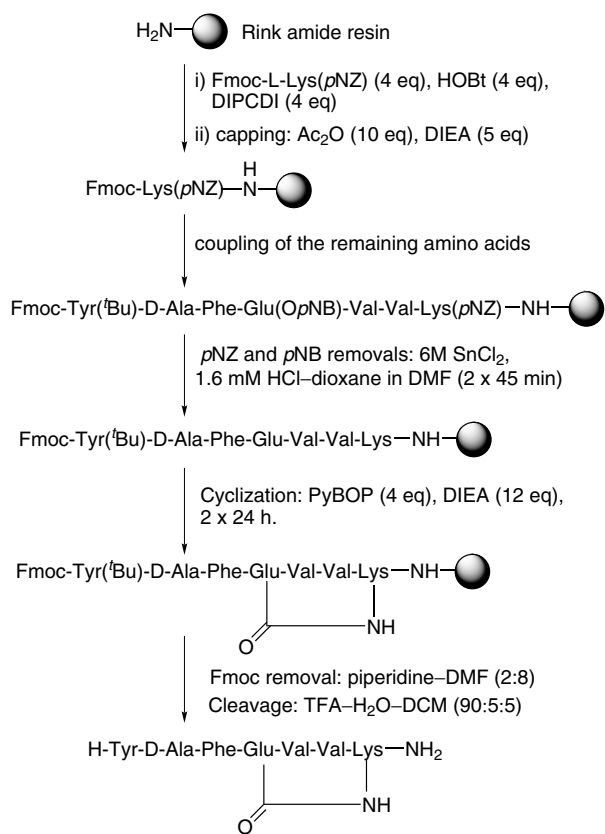 H₂N Rink amide resin
i) Fmoc-L-Lys(pNZ) (4 eq), HOBt (4 eq),
DIPCDI (4 eq)
ii) capping: Ac₂O (10 eq), DIEA (5 eq)
H
Fmoc-Lys(pNZ)—N
coupling of the remaining amino acids
Fmoc-Tyr(ᵗBu)-D-Ala-Phe-Glu(OpNB)-Val-Val-Lys(pNZ)—NH
pNZ and pNB removals: 6M SnCl₂,
1.6 mM HCl–dioxane in DMF (2 x 45 min)
Fmoc-Tyr(ᵗBu)-D-Ala-Phe-Glu-Val-Val-Lys—NH
Cyclization: PyBOP (4 eq), DIEA (12 eq),
2 x 24 h.
Fmoc-Tyr(ᵗBu)-D-Ala-Phe-Glu-Val-Val-Lys—NH
NH
O
Fmoc removal: piperidine–DMF (2:8)
Cleavage: TFA–H₂O–DCM (90:5:5)
H-Tyr-D-Ala-Phe-Glu-Val-Val-Lys—NH₂
NH
O